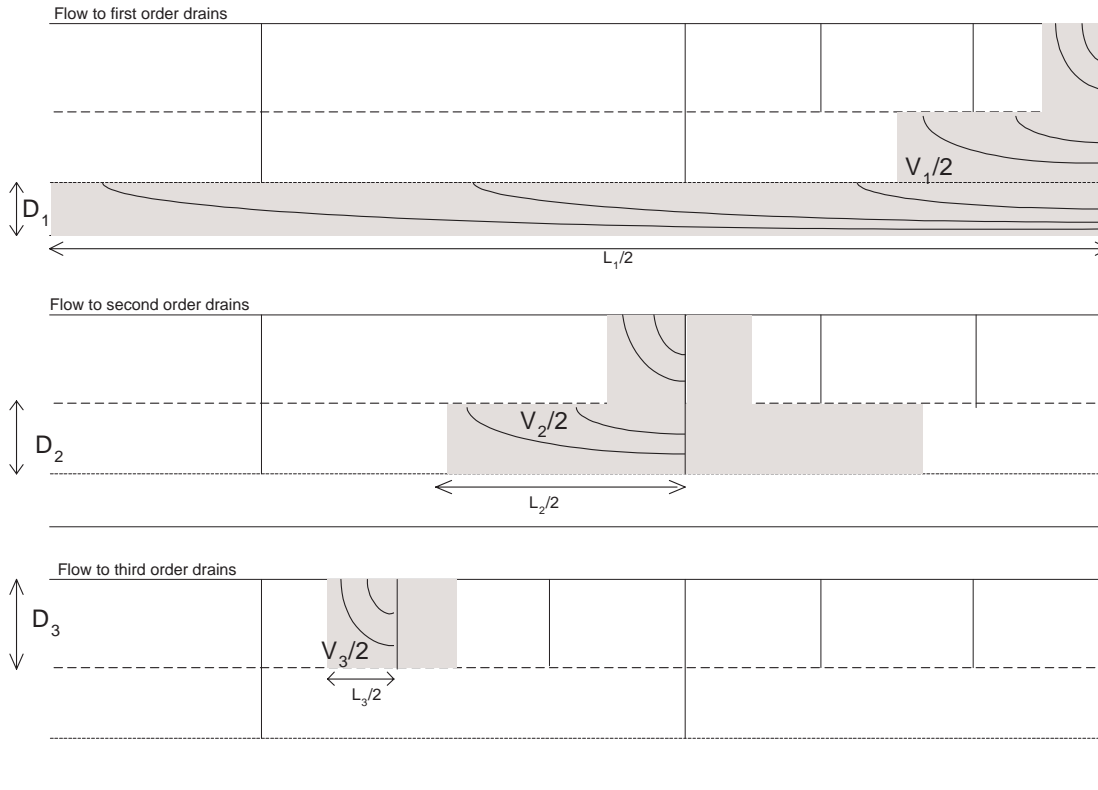 Flow to first order drains
V₁/2
D₁
L₁/2
Flow to second order drains
V₂/2
D₂
L₂/2
Flow to third order drains
D₃
V₃/2
L₃/2